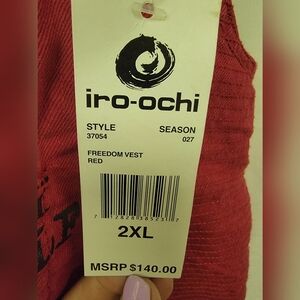 iro-ochi
STYLE SEASON
37054 027
FREEDOM VEST
RED
2XL
MSRP $140.00